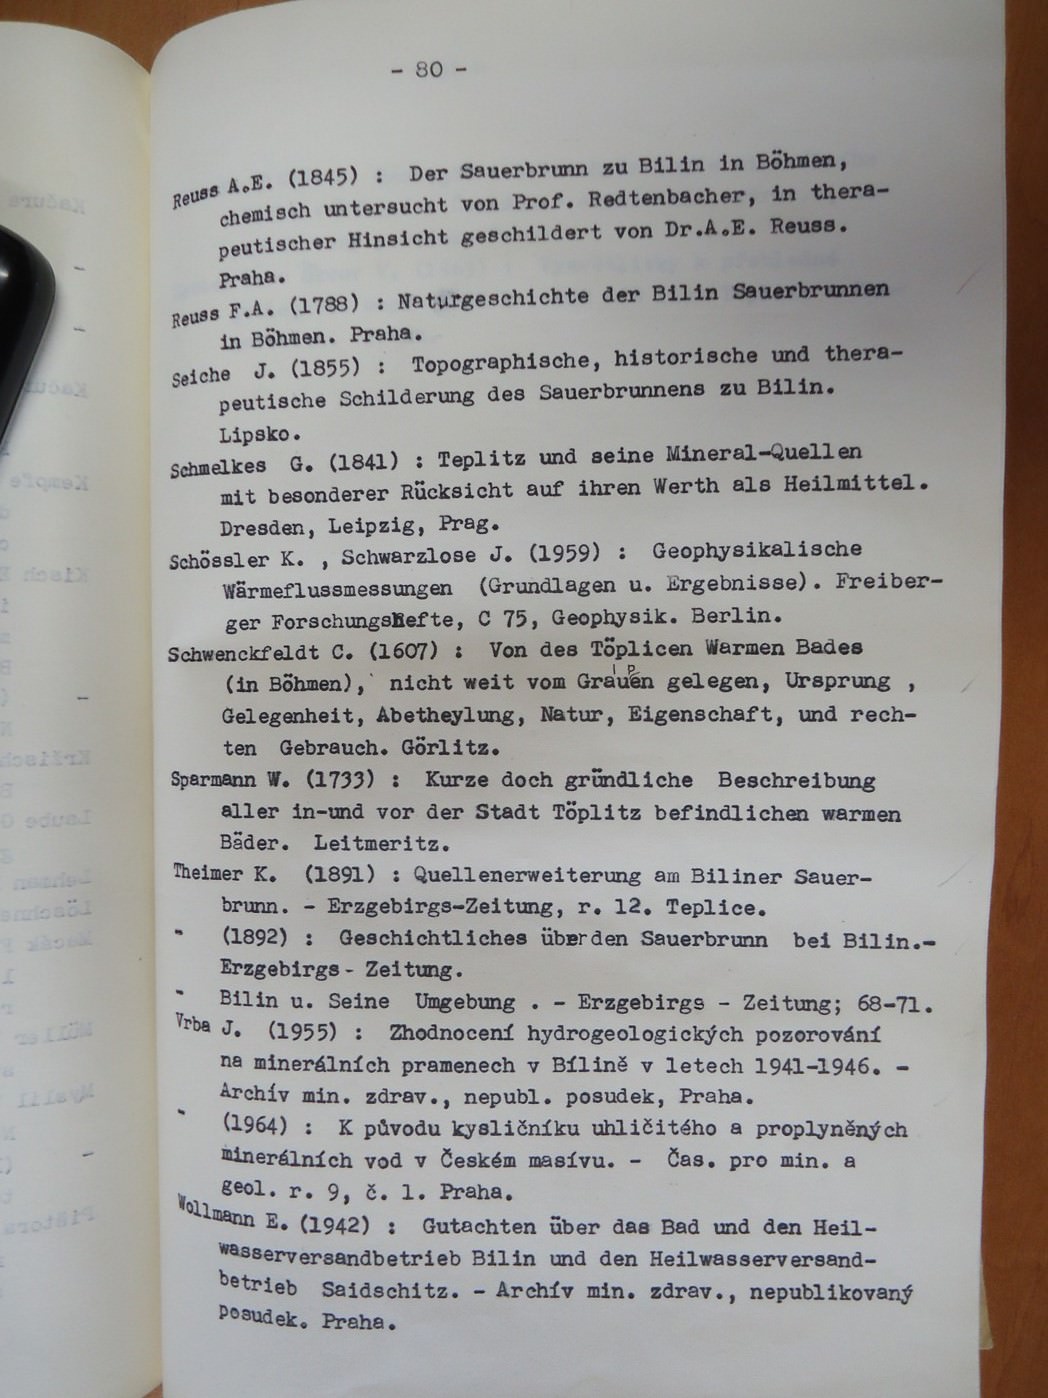 - 80 -
Reuss A.E. (1845) : Der Sauerbrunn zu Bilin in Böhmen,
chemisch untersucht von Prof. Redtenbacher, in thera-
peutischer Hinsicht geschildert von Dr.A.E. Reuss.
Praha.
Reuss F.A. (1788) : Naturgeschichte der Bilin Sauerbrunnen
in Böhmen. Praha.
Seiche J. (1855) : Topographische, historische und thera-
peutische Schilderung des Sauerbrunnens zu Bilin.
Lipsko.
Schmelkes G. (1841) : Teplitz und seine Mineral-Quellen
mit besonderer Rücksicht auf ihren Werth als Heilmittel.
Dresden, Leipzig, Prag.
Schössler K. , Schwarzlose J. (1959) : Geophysikalische
Wärmeflussmessungen (Grundlagen u. Ergebnisse). Freiber-
ger Forschungshefte, C 75, Geophysik. Berlin.
Schwenckfeldt C. (1607) : Von des Töplicen Warmen Bades
(in Böhmen), nicht weit vom Grauen gelegen, Ursprung ,
Gelegenheit, Abetheylung, Natur, Eigenschaft, und rech-
ten Gebrauch. Görlitz.
Sparmann W. (1733) : Kurze doch gründliche Beschreibung
aller in-und vor der Stadt Töplitz befindlichen warmen
Bäder. Leitmeritz.
Theimer K. (1891) : Quellenerweiterung am Biliner Sauer-
brunn. - Erzgebirgs-Zeitung, r. 12. Teplice.
" (1892) : Geschichtliches über den Sauerbrunn bei Bilin.-
Erzgebirgs - Zeitung.
" Bilin u. Seine Umgebung . - Erzgebirgs - Zeitung; 68-71.
Vrba J. (1955) : Zhodnocení hydrogeologických pozorování
na minerálních pramenech v Bílině v letech 1941-1946. -
Archív min. zdrav., nepubl. posudek, Praha.
" (1964) : K původu kysličníku uhličitého a proplyněných
minerálních vod v Českém masívu. - Čas. pro min. a
geol. r. 9, č. 1. Praha.
Wollmann E. (1942) : Gutachten über das Bad und den Heil-
wasserversandbetrieb Bilin und den Heilwasserversand-
betrieb Saidschitz. - Archív min. zdrav., nepublikovaný
posudek. Praha.